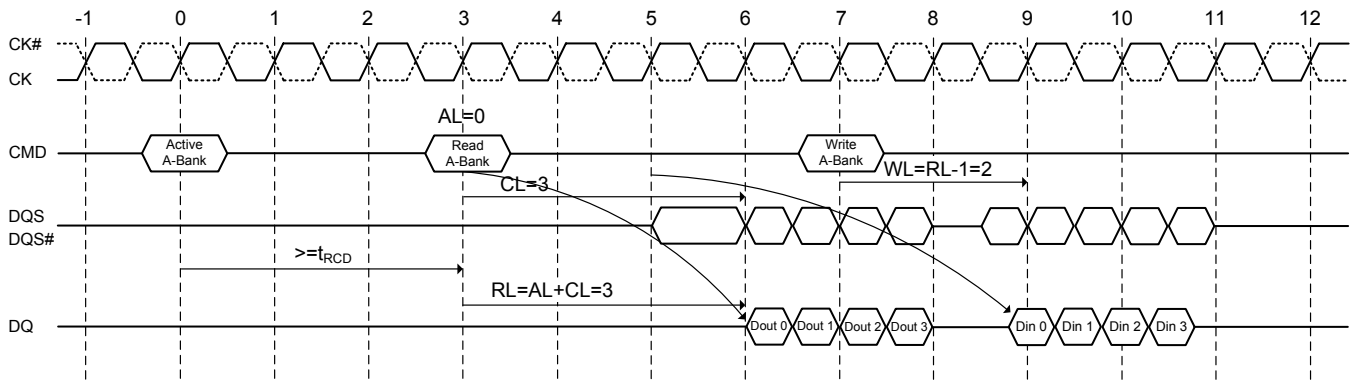 -1 0 1 2 3 4 5 6 7 8 9 10 11 12
CK#
CK
AL=0
CMD
Active
A-Bank
Read
A-Bank
Write
A-Bank
CL=3
WL=RL-1=2
DQS
DQS#
>=tRCD
RL=AL+CL=3
DQ
Dout 0 Dout 1 Dout 2 Dout 3 Din 0 Din 1 Din 2 Din 3